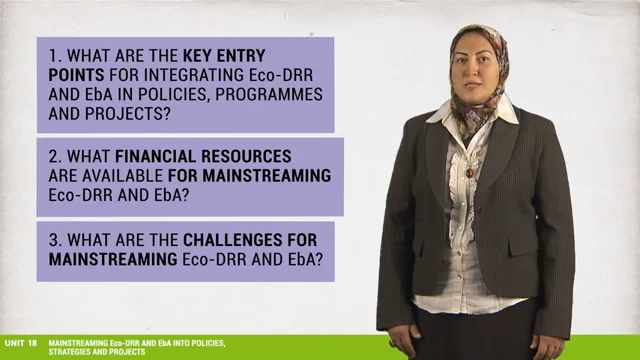 1. WHAT ARE THE KEY ENTRY
POINTS FOR INTEGRATING Eco-DRR
AND EbA IN POLICIES, PROGRAMMES
AND PROJECTS?
2. WHAT FINANCIAL RESOURCES
ARE AVAILABLE FOR MAINSTREAMING
Eco-DRR AND EbA?
3. WHAT ARE THE CHALLENGES FOR
MAINSTREAMING Eco-DRR AND EbA?
UNIT 18
MAINSTREAMING Eco-DRR AND EbA INTO POLICIES,
STRATEGIES AND PROJECTS